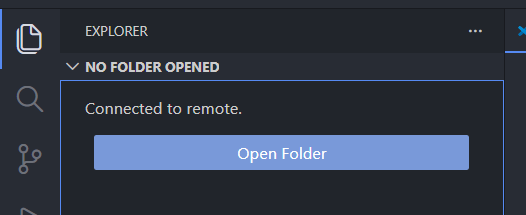 EXPLORER
NO FOLDER OPENED
Connected to remote.
Open Folder